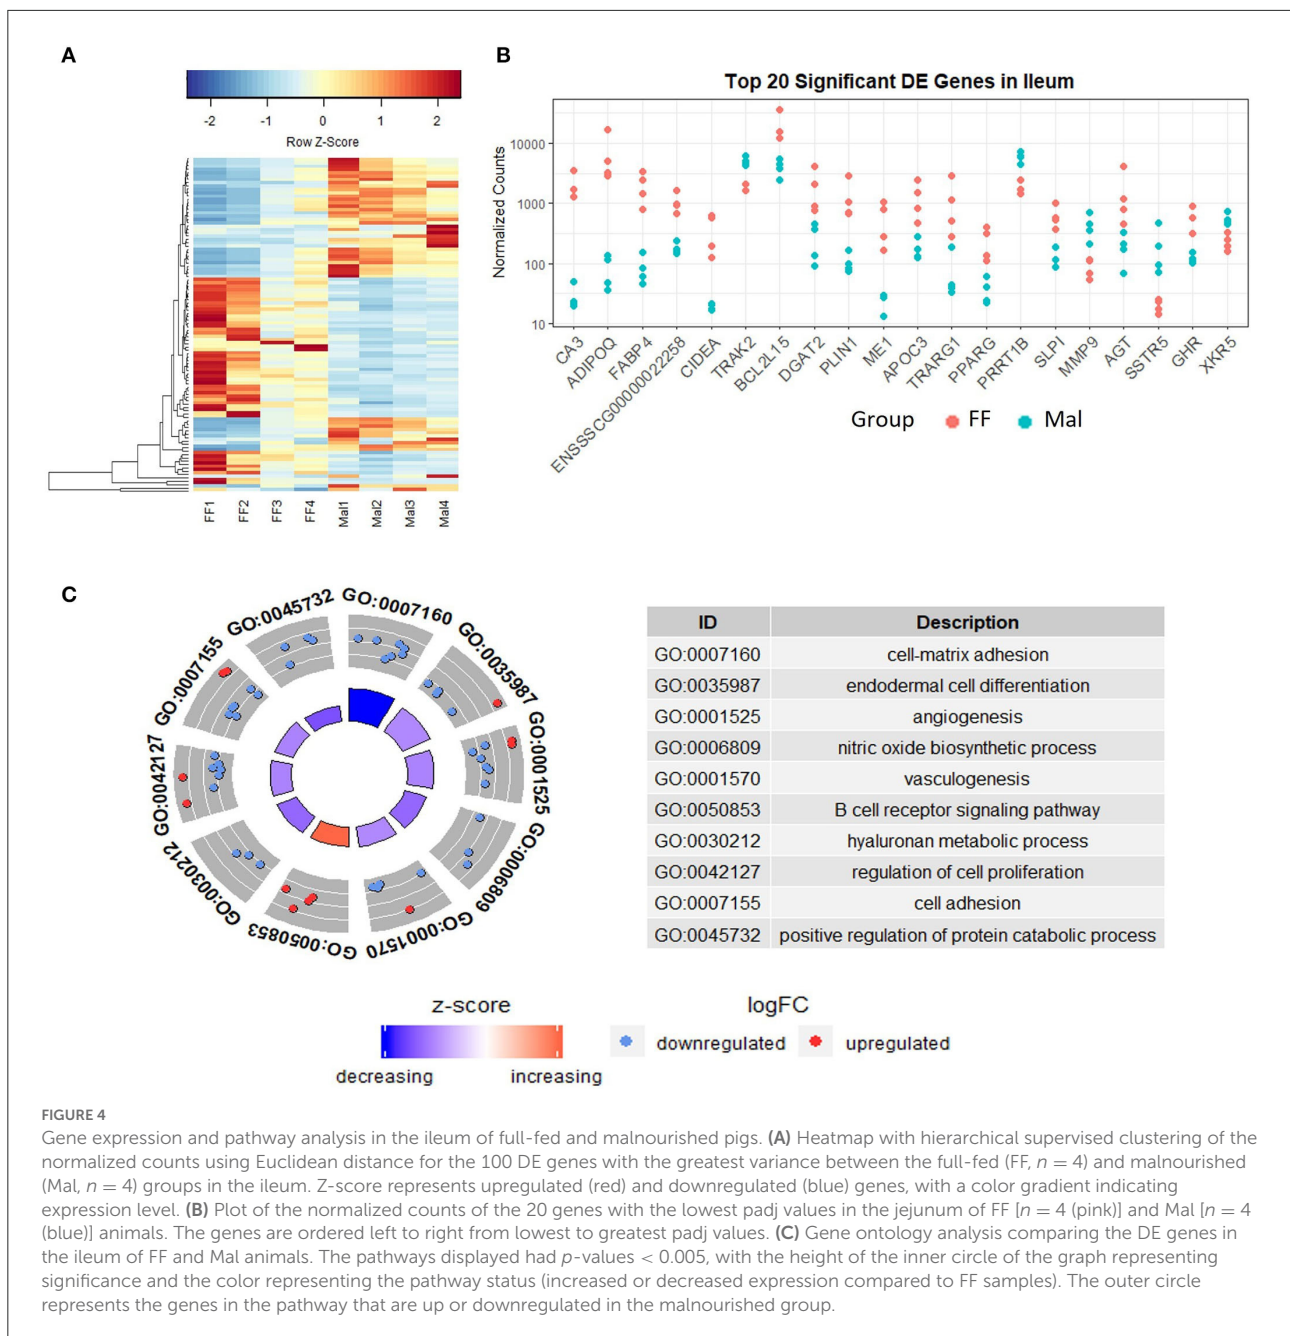 A
-2 -1 0 1 2
Row Z-Score
FF1 FF2 FF3 FF4 Mal1 Mal2 Mal3 Mal4
B
Top 20 Significant DE Genes in Ileum
Normalized Counts
10000
1000
100
10
CA3
ADIPOQ
FABP4
ENSSSCG00000022258
CIDEA
TRAK2
BCL2L15
DGAT2
PLIN1
ME1
APOC3
TRARG1
PPARG
PRRT1B
SLPI
MMP9
AGT
SSTR5
GHR
XKR5
Group FF Mal
C
GO:0007160
GO:0035987
GO:0001525
GO:0006809
GO:0001570
GO:0050853
GO:0030212
GO:0042127
GO:0007155
GO:0045732
ID Description
GO:0007160 cell-matrix adhesion
GO:0035987 endodermal cell differentiation
GO:0001525 angiogenesis
GO:0006809 nitric oxide biosynthetic process
GO:0001570 vasculogenesis
GO:0050853 B cell receptor signaling pathway
GO:0030212 hyaluronan metabolic process
GO:0042127 regulation of cell proliferation
GO:0007155 cell adhesion
GO:0045732 positive regulation of protein catabolic process
z-score
decreasing increasing
logFC
downregulated upregulated
FIGURE 4
Gene expression and pathway analysis in the ileum of full-fed and malnourished pigs. (A) Heatmap with hierarchical supervised clustering of the
normalized counts using Euclidean distance for the 100 DE genes with the greatest variance between the full-fed (FF, n = 4) and malnourished
(Mal, n = 4) groups in the ileum. Z-score represents upregulated (red) and downregulated (blue) genes, with a color gradient indicating
expression level. (B) Plot of the normalized counts of the 20 genes with the lowest padj values in the jejunum of FF [n = 4 (pink)] and Mal [n = 4
(blue)] animals. The genes are ordered left to right from lowest to greatest padj values. (C) Gene ontology analysis comparing the DE genes in
the ileum of FF and Mal animals. The pathways displayed had p-values < 0.005, with the height of the inner circle of the graph representing
significance and the color representing the pathway status (increased or decreased expression compared to FF samples). The outer circle
represents the genes in the pathway that are up or downregulated in the malnourished group.